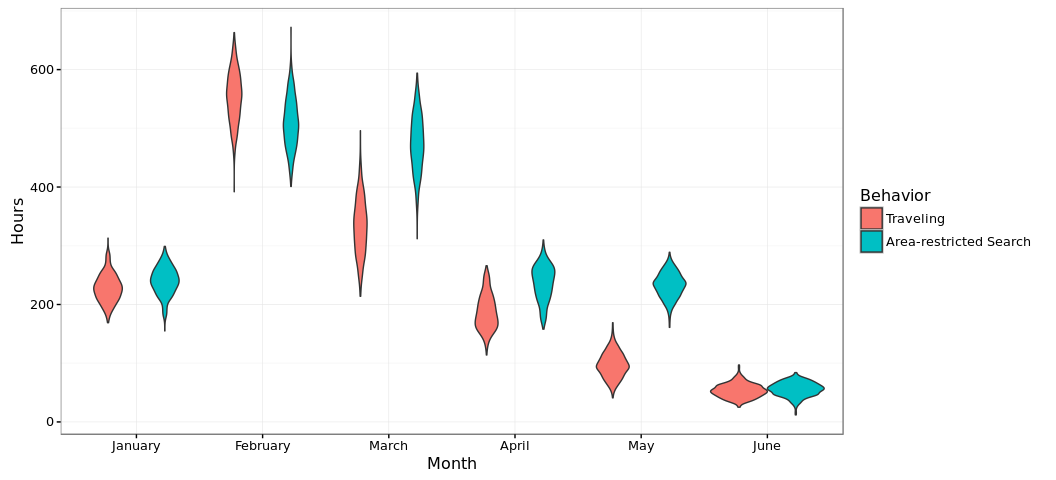 Hours
600
400
200
0
January February March April May June
Month
Behavior
Traveling
Area-restricted Search